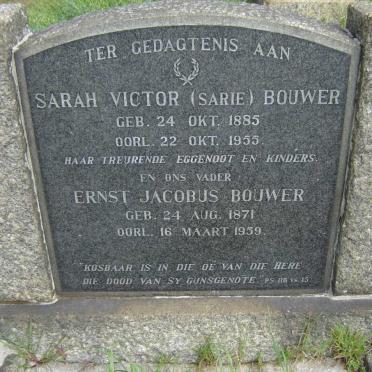 TER GEDAGTENIS AAN
SARAH VICTOR (SARIE) BOUWER
GEB. 24 OKT. 1885
OORL. 22 OKT. 1955.
HAAR TREURENDE EGGENOOT EN KINDERS.
EN ONS VADER
ERNST JACOBUS BOUWER
GEB. 24 AUG. 1871
OORL. 16 MAART 1959.
"KOSBAAR IS IN DIE OË VAN DIE HERE
DIE DOOD VAN SY GUNSGENOTE" PS. 116 VS. 15